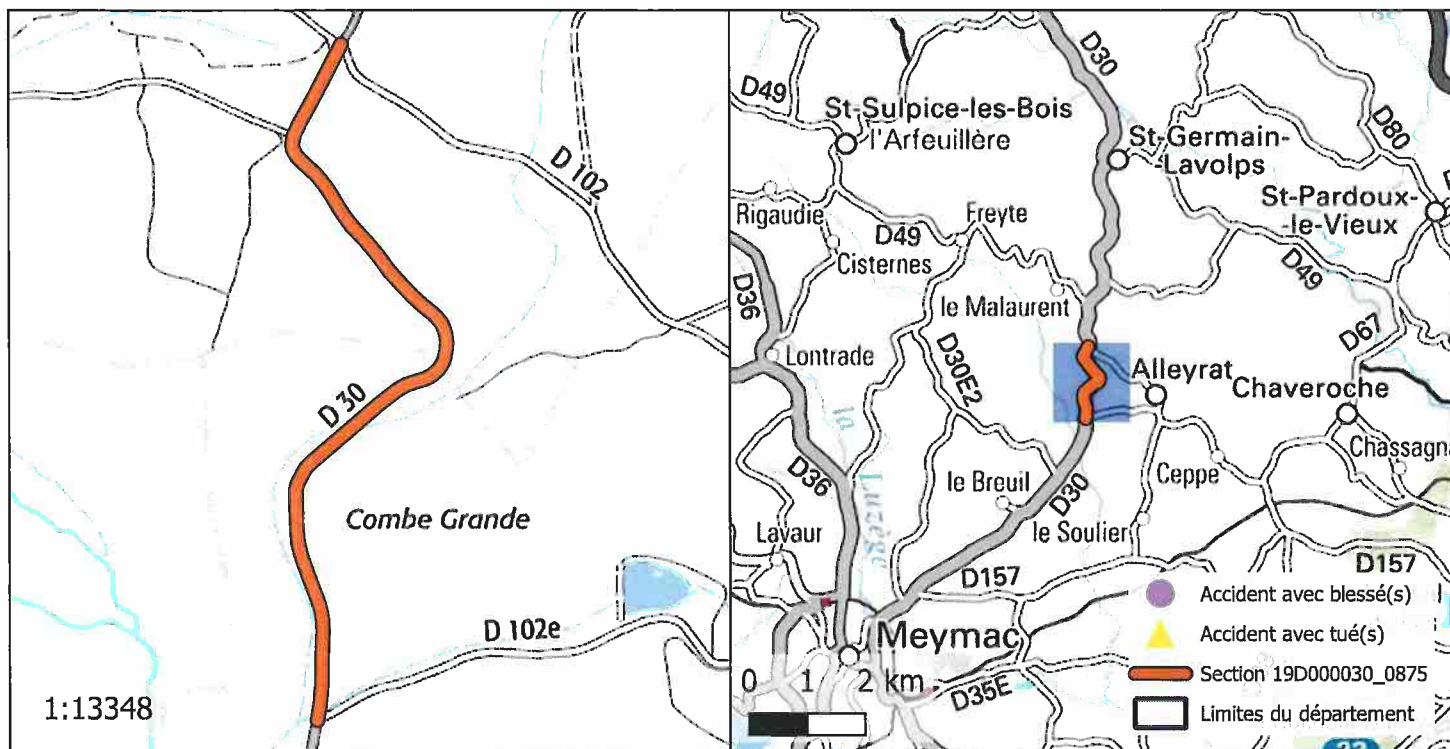 D 102
D 30
Combe Grande
D 102e
1:13348
D30
D49
St-Sulpice-les-Bois
l'Arfeuillère
St-Germain-
-Lavolps
D80
St-Pardoux-
-le-Vieux
Rigaudie
Freyte
D49
Cisternes
D49
D36
le Malaurent
D67
Lontrade
D30E2
Alleyrat
Chaveroche
la
Luzège
Chassagn
D36
Ceppe
le Breuil
D30
le Soulier
Lavaur
D157
D157
Meymac
D35E
0 1 2 km
Accident avec blessé(s)
Accident avec tué(s)
Section 19D000030_0875
Limites du département